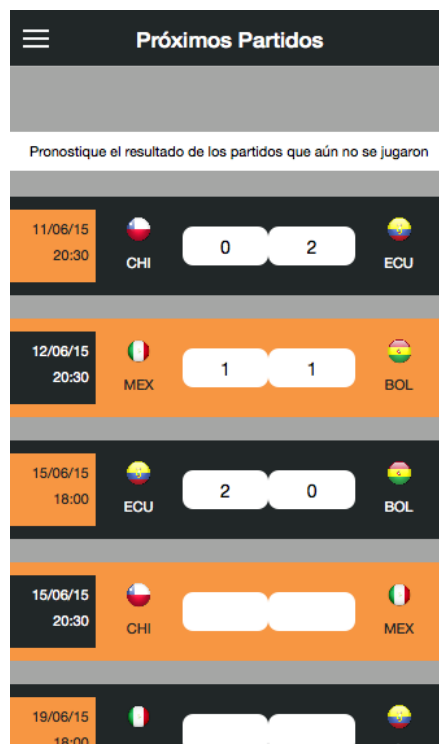 Próximos Partidos
Pronostique el resultado de los partidos que aún no se jugaron
11/06/15
20:30
CHI
0
2
ECU
12/06/15
20:30
MEX
1
1
BOL
15/06/15
18:00
ECU
2
0
BOL
15/06/15
20:30
CHI
MEX
19/06/15
18:00